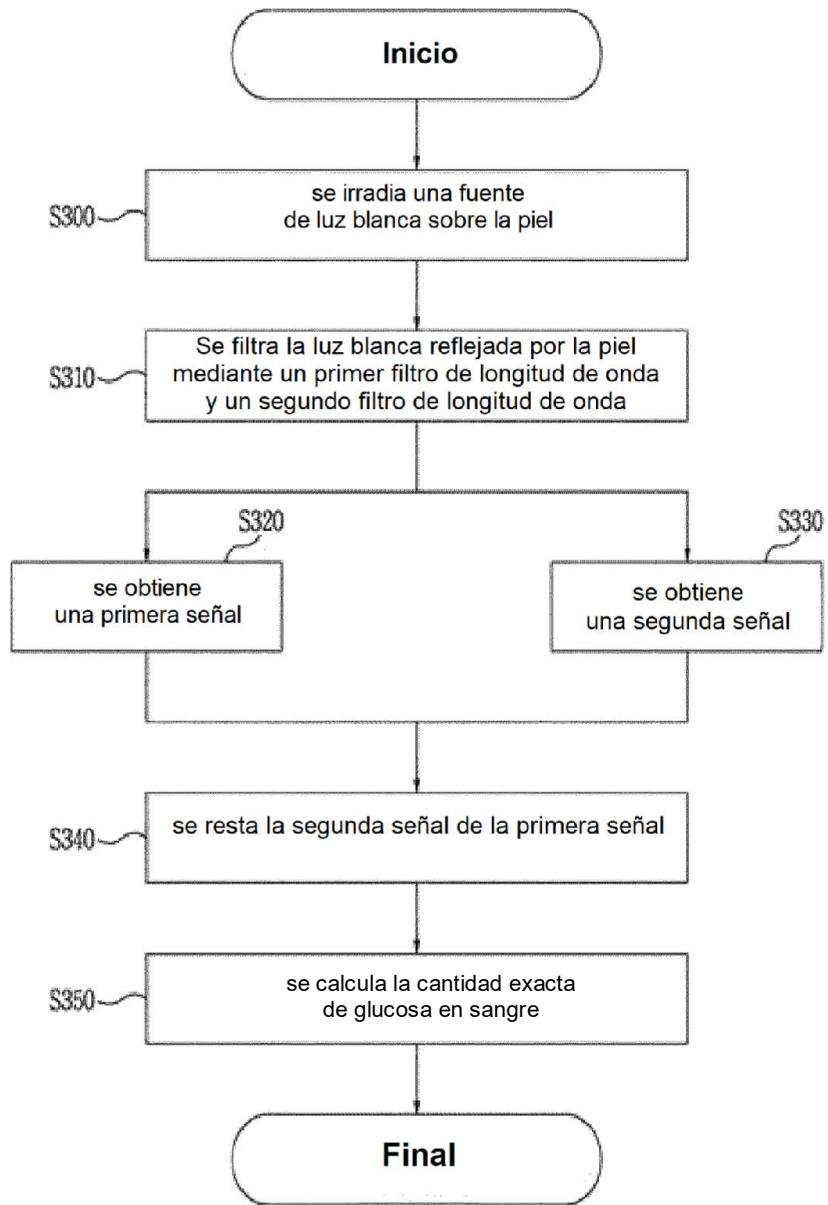 Inicio
S300
se irradia una fuente
de luz blanca sobre la piel
S310
Se filtra la luz blanca reflejada por la piel
mediante un primer filtro de longitud de onda
y un segundo filtro de longitud de onda
S320
se obtiene
una primera señal
S330
se obtiene
una segunda señal
S340
se resta la segunda señal de la primera señal
S350
se calcula la cantidad exacta
de glucosa en sangre
Final